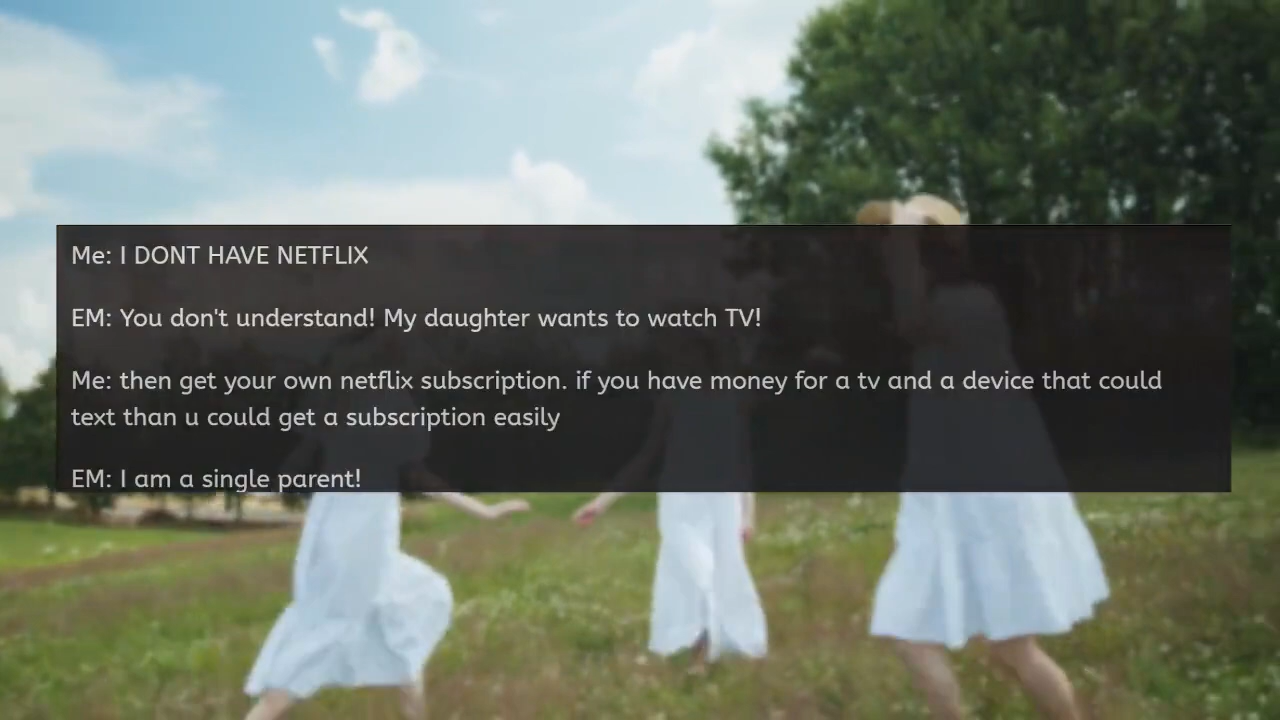 Me: I DONT HAVE NETFLIX
EM: You don't understand! My daughter wants to watch TV!
Me: then get your own netflix subscription. if you have money for a tv and a device that could
text than u could get a subscription easily
EM: I am a single parent!